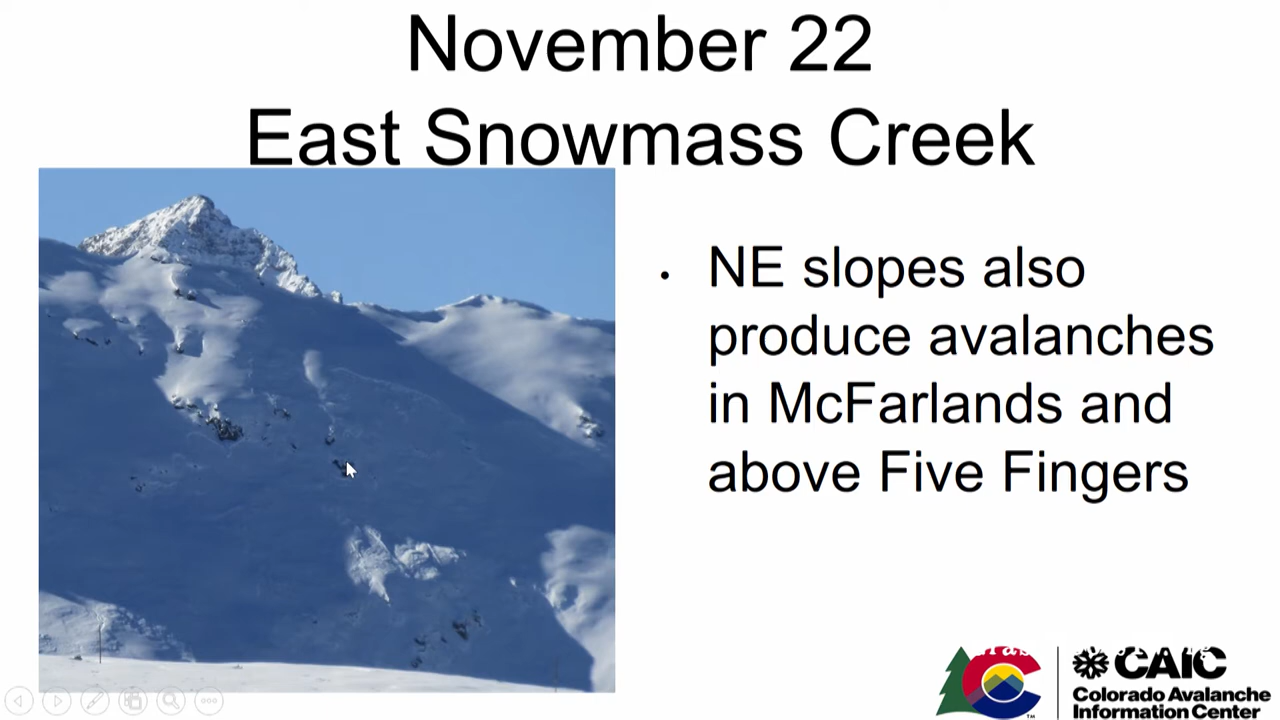 November 22
East Snowmass Creek
• NE slopes also
produce avalanches
in McFarlands and
above Five Fingers
CAIC
Colorado Avalanche
Information Center
TM